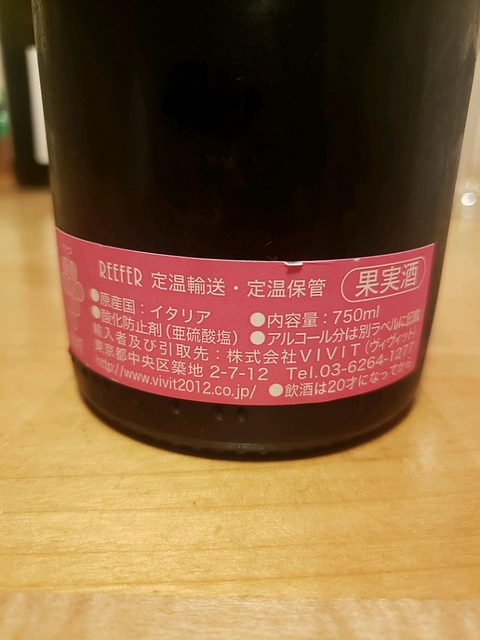 REEFER 定温輸送・定温保管 果実酒
●原産国：イタリア ●内容量：750ml
●酸化防止剤（亜硫酸塩） ●アルコール分は別ラベルに記載
輸入者及び引取先：株式会社VIVIT（ヴィヴィット）
東京都中央区築地 2-7-12 Tel.03-6264-127
http://www.vivit2012.co.jp/ ●飲酒は20才になってから